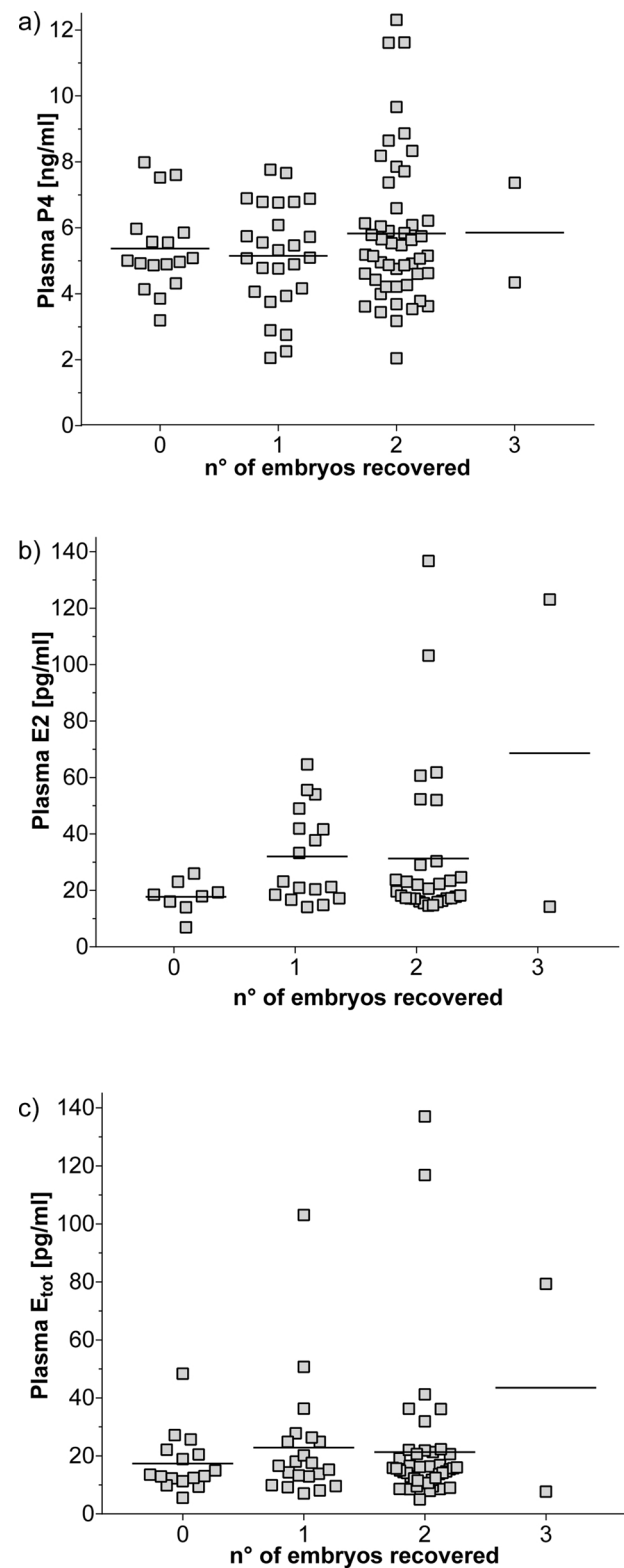 a)
Plasma P4 [ng/ml]
12
10
8
6
4
2
0
0 1 2 3
n° of embryos recovered
b)
Plasma E2 [pg/ml]
140
120
100
80
60
40
20
0
0 1 2 3
n° of embryos recovered
c)
Plasma Etot [pg/ml]
140
120
100
80
60
40
20
0
0 1 2 3
n° of embryos recovered